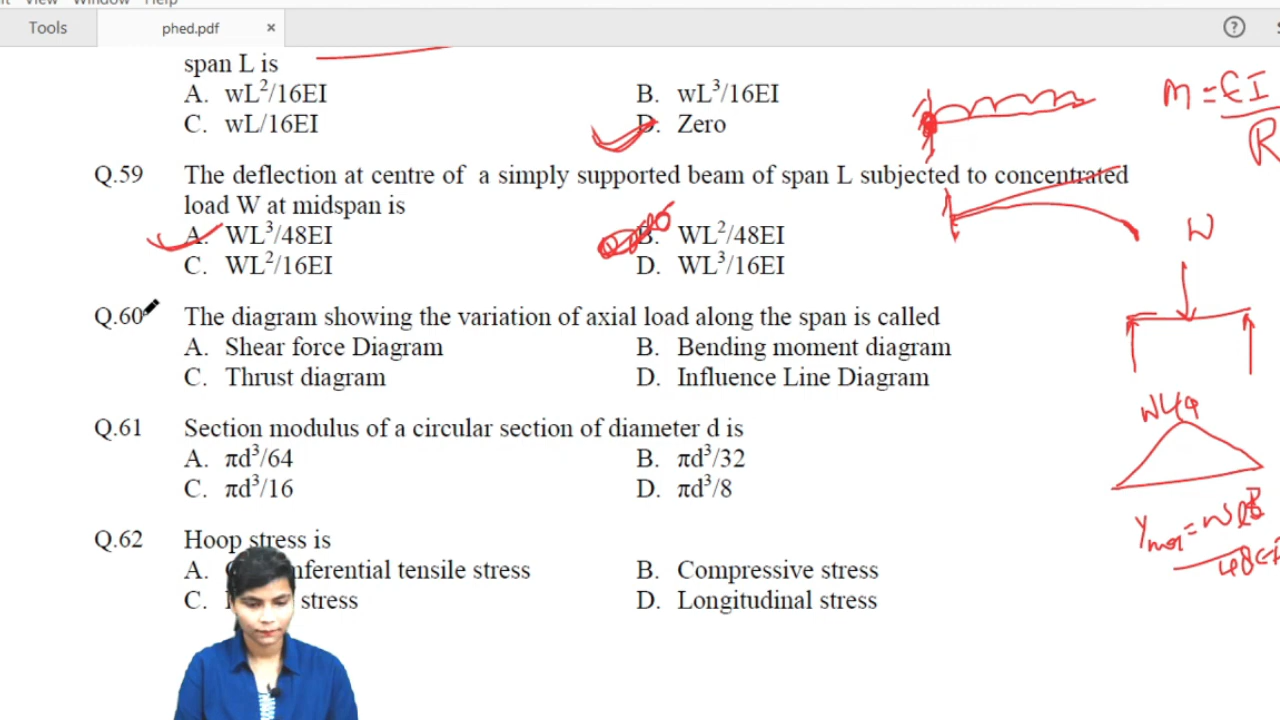 View Window Help
Tools phed.pdf ×
span L is
A. wL²/16EI B. wL³/16EI
C. wL/16EI D. Zero
M = EI
R
Q.59 The deflection at centre of a simply supported beam of span L subjected to concentrated
load W at midspan is
A. WL³/48EI B. WL²/48EI
C. WL²/16EI D. WL³/16EI
W
Q.60 The diagram showing the variation of axial load along the span is called
A. Shear force Diagram B. Bending moment diagram
C. Thrust diagram D. Influence Line Diagram
Q.61 Section modulus of a circular section of diameter d is
A. πd³/64 B. πd³/32
C. πd³/16 D. πd³/8
Q.62 Hoop stress is
A. mferential tensile stress B. Compressive stress
C. stress D. Longitudinal stress